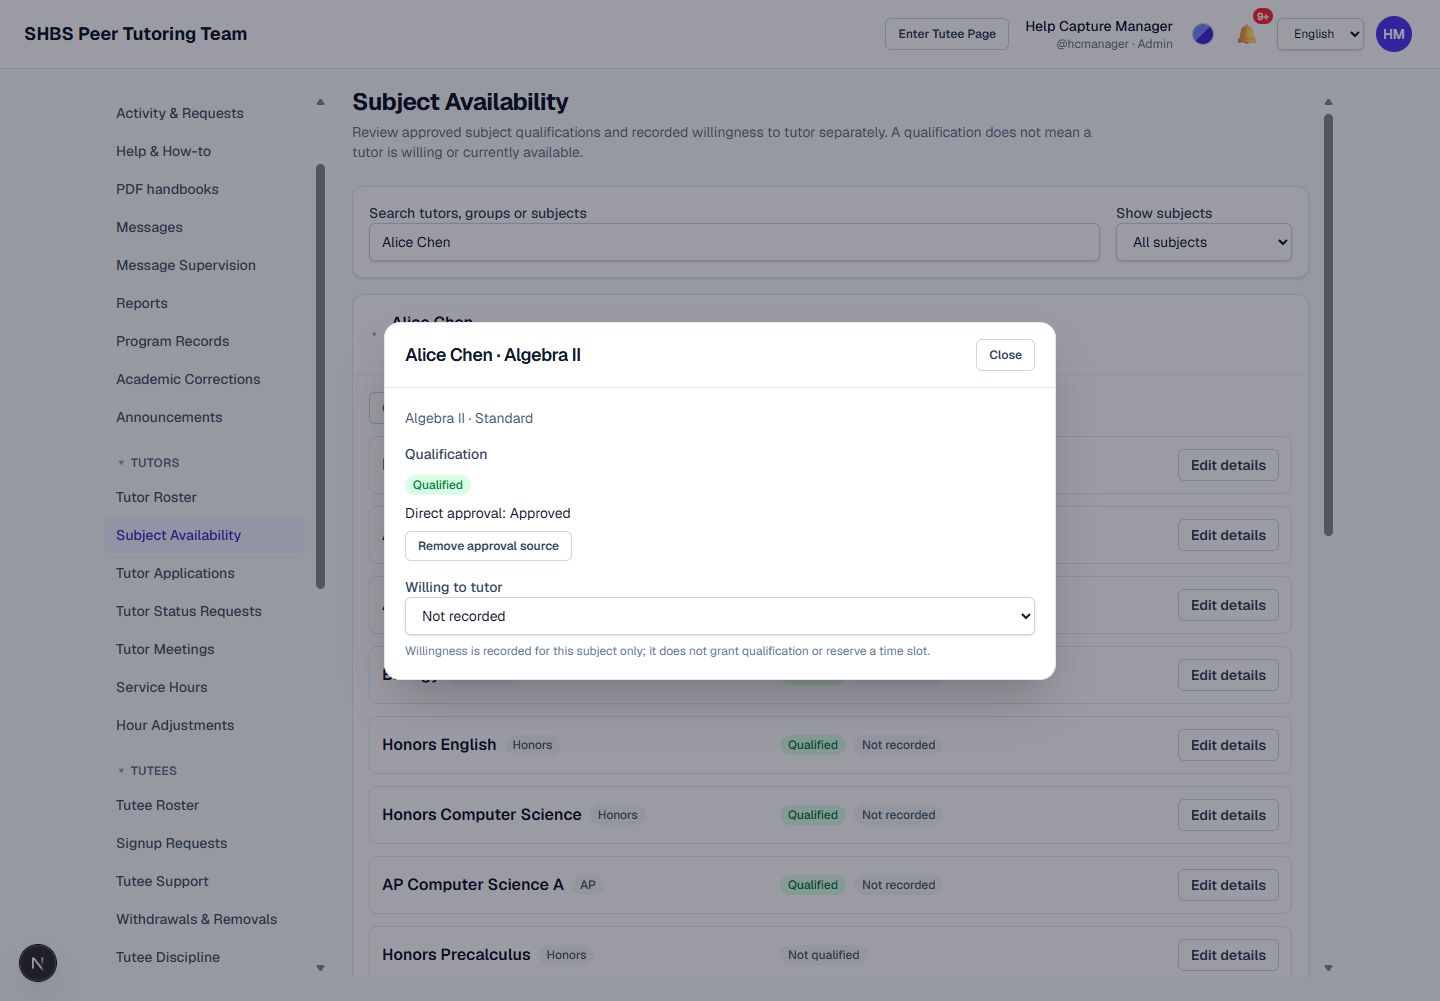 SHBS Peer Tutoring Team
Enter Tutee Page
Help Capture Manager
@hcmanager · Admin
9+
English
HM
Activity & Requests
Help & How-to
PDF handbooks
Messages
Message Supervision
Reports
Program Records
Academic Corrections
Announcements
TUTORS
Tutor Roster
Subject Availability
Tutor Applications
Tutor Status Requests
Tutor Meetings
Service Hours
Hour Adjustments
TUTEES
Tutee Roster
Signup Requests
Tutee Support
Withdrawals & Removals
Tutee Discipline
N
Subject Availability
Review approved subject qualifications and recorded willingness to tutor separately. A qualification does not mean a
tutor is willing or currently available.
Search tutors, groups or subjects
Alice Chen
Show subjects
All subjects
Alice Chen
Alice Chen · Algebra II
Close
Algebra II · Standard
Qualification
Qualified
Direct approval: Approved
Remove approval source
Willing to tutor
Not recorded
Willingness is recorded for this subject only; it does not grant qualification or reserve a time slot.
Edit details
Edit details
Edit details
Edit details
Honors English Honors Qualified Not recorded Edit details
Honors Computer Science Honors Qualified Not recorded Edit details
AP Computer Science A AP Qualified Not recorded Edit details
Honors Precalculus Honors Not qualified Edit details